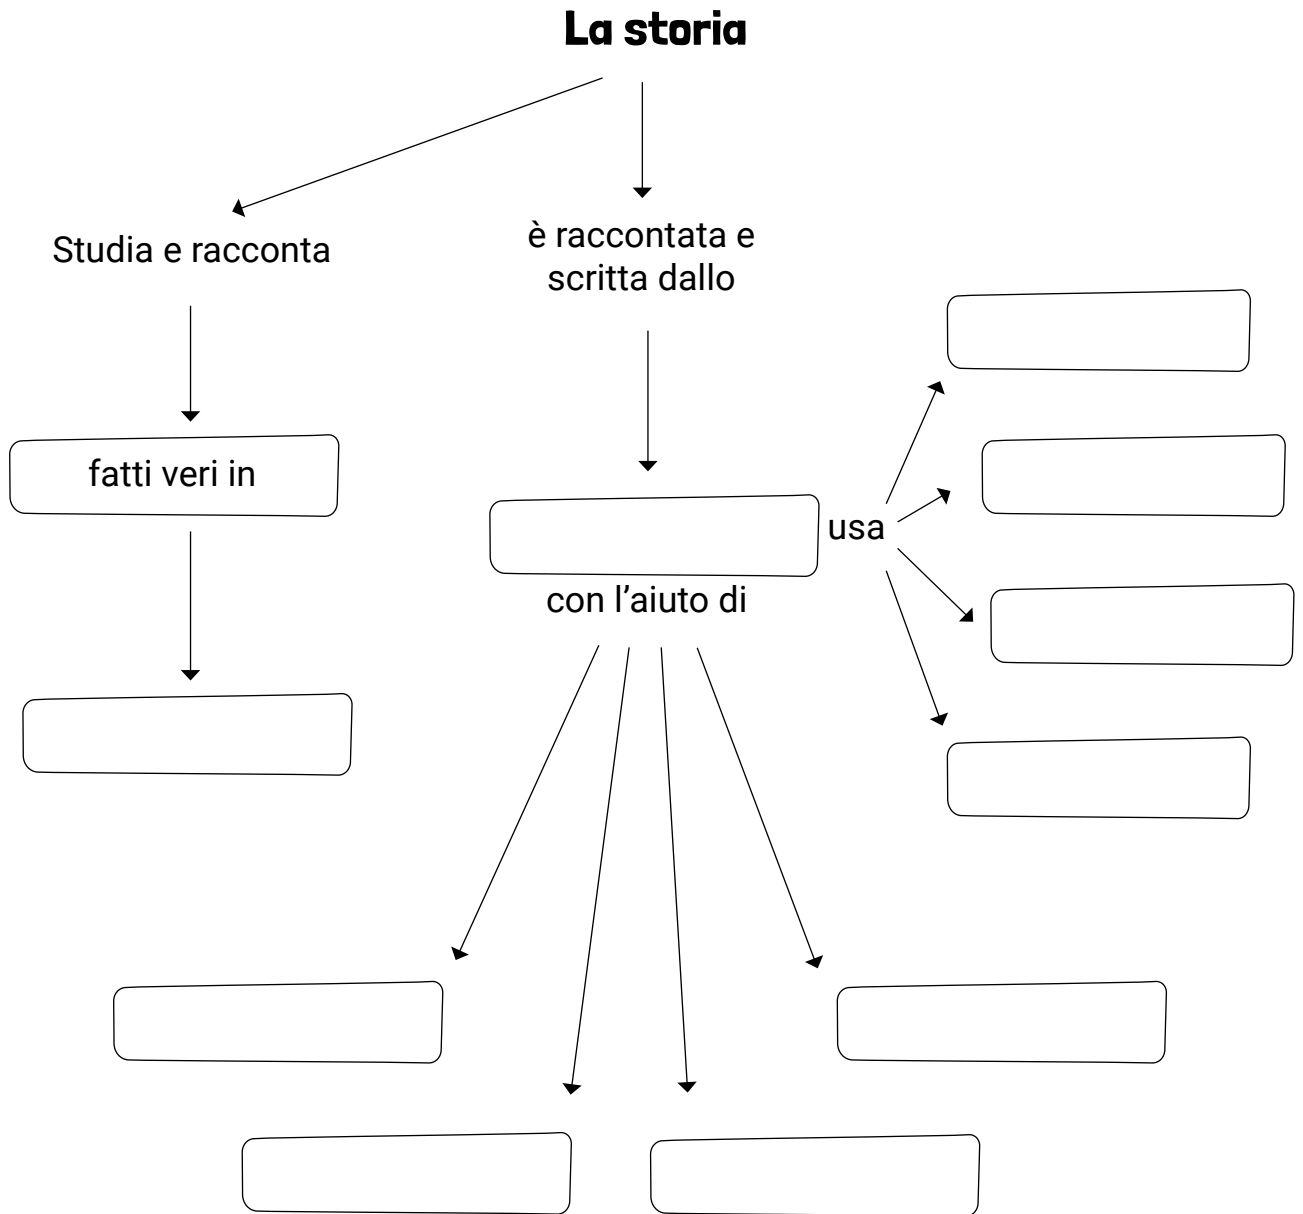 La storia
Studia e racconta
è raccontata e
scritta dallo
fatti veri in
usa
con l’aiuto di